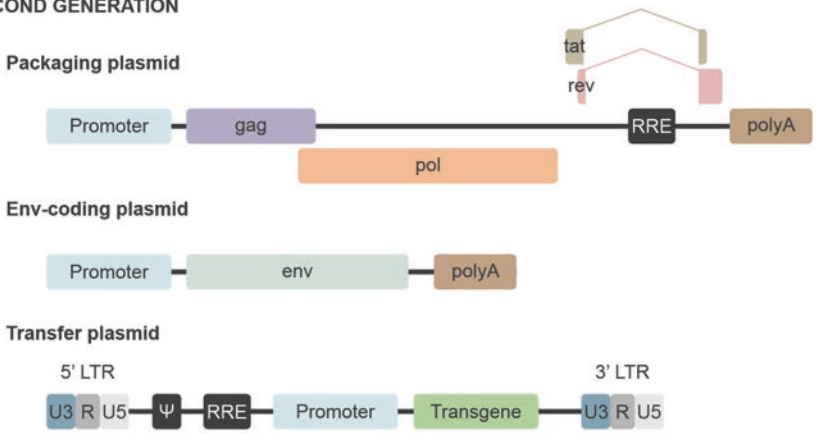 COND GENERATION
tat
Packaging plasmid
rev
Promoter gag RRE polyA
pol
Env-coding plasmid
Promoter env polyA
Transfer plasmid
5’ LTR 3’ LTR
U3 R U5 Ψ RRE Promoter Transgene U3 R U5